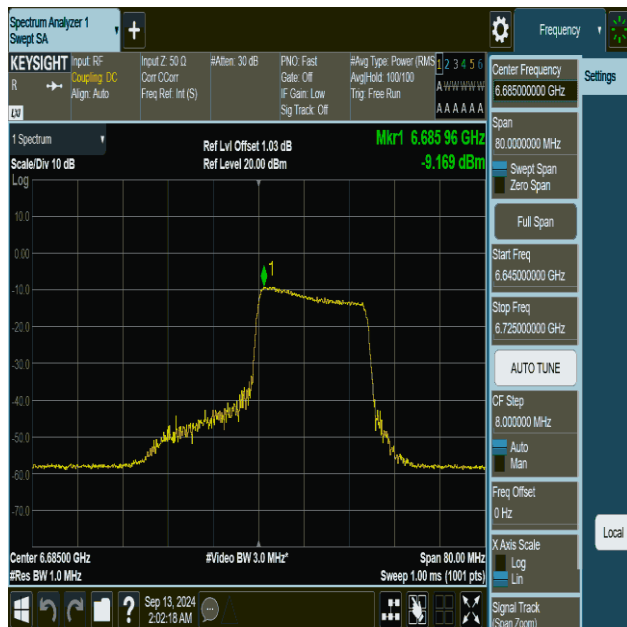 Spectrum Analyzer 1
Swept SA
Frequency
KEYSIGHT
R
LXI
Input: RF
Coupling: DC
Align: Auto
Input Z: 50 Ω
Corr CCorr
Freq Ref: Int (S)
#Atten: 30 dB
PNO: Fast
Gate: Off
IF Gain: Low
Sig Track: Off
#Avg Type: Power (RMS
Avg|Hold: 100/100
Trig: Free Run
1 2 3 4 5 6
A W W W W W
A A A A A A
1 Spectrum
Scale/Div 10 dB
Ref Lvl Offset 1.03 dB
Ref Level 20.00 dBm
Mkr1 6.685 96 GHz
-9.169 dBm
Log
10.0
0.00
-10.0
-20.0
-30.0
-40.0
-50.0
-60.0
-70.0
1
Center 6.68500 GHz
#Res BW 1.0 MHz
#Video BW 3.0 MHz*
Span 80.00 MHz
Sweep 1.00 ms (1001 pts)
Center Frequency
6.685000000 GHz
Settings
Span
80.0000000 MHz
Swept Span
Zero Span
Full Span
Start Freq
6.645000000 GHz
Stop Freq
6.725000000 GHz
AUTO TUNE
CF Step
8.000000 MHz
Auto
Man
Freq Offset
0 Hz
Local
X Axis Scale
Log
Lin
Signal Track
(Span Zoom)
?
Sep 13, 2024
2:02:18 AM